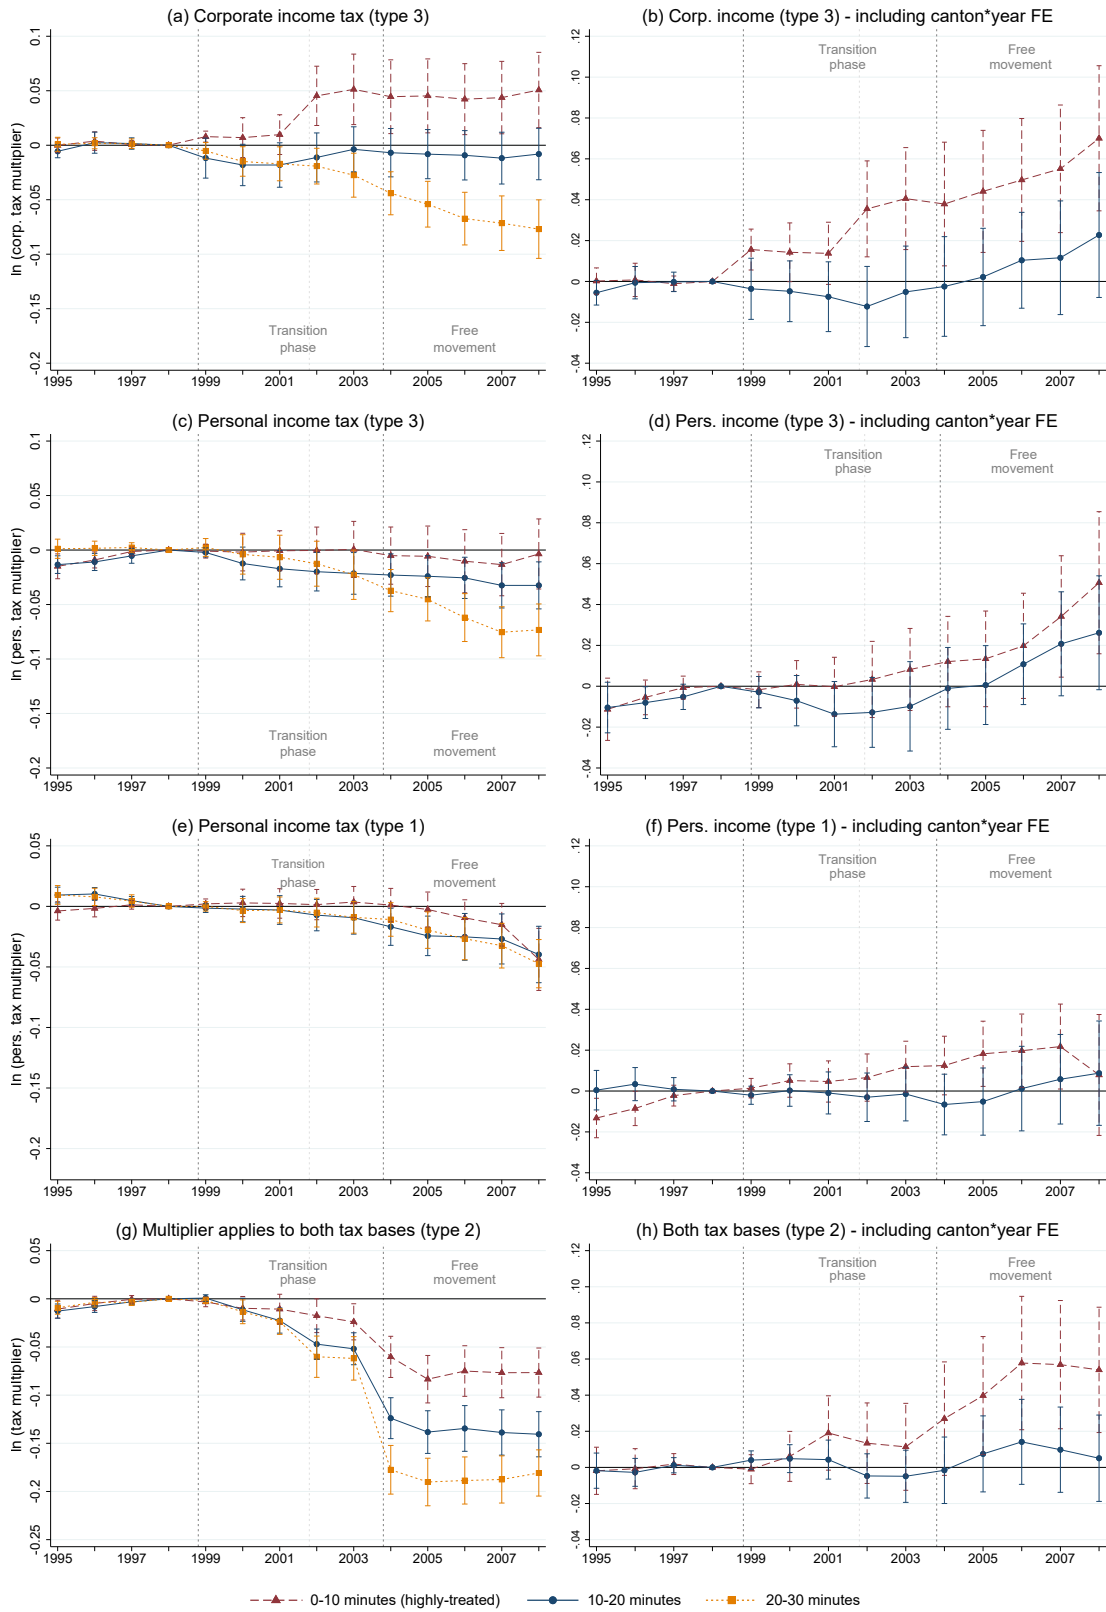 (a) Corporate income tax (type 3)
ln (corp. tax multiplier)
0.1
0.05
0
-0.05
-0.1
-0.15
-0.2
Transition
phase
Free
movement
1995
1997
1999
2001
2003
2005
2007
(b) Corp. income (type 3) - including canton*year FE
.12
.10
.08
.06
.04
.02
0
-.02
-.04
Transition
phase
Free
movement
1995
1997
1999
2001
2003
2005
2007
(c) Personal income tax (type 3)
ln (pers. tax multiplier)
0.1
0.05
0
-0.05
-0.1
-0.15
-0.2
Transition
phase
Free
movement
1995
1997
1999
2001
2003
2005
2007
(d) Pers. income (type 3) - including canton*year FE
.12
.10
.08
.06
.04
.02
0
-.02
-.04
Transition
phase
Free
movement
1995
1997
1999
2001
2003
2005
2007
(e) Personal income tax (type 1)
ln (pers. tax multiplier)
0.05
0
-0.05
-0.1
-0.15
-0.2
Transition
phase
Free
movement
1995
1997
1999
2001
2003
2005
2007
(f) Pers. income (type 1) - including canton*year FE
.12
.10
.08
.06
.04
.02
0
-.02
-.04
Transition
phase
Free
movement
1995
1997
1999
2001
2003
2005
2007
(g) Multiplier applies to both tax bases (type 2)
ln (tax multiplier)
0.05
0
-0.05
-0.1
-0.15
-0.2
-0.25
Transition
phase
Free
movement
1995
1997
1999
2001
2003
2005
2007
(h) Both tax bases (type 2) - including canton*year FE
.12
.10
.08
.06
.04
.02
0
-.02
-.04
Transition
phase
Free
movement
1995
1997
1999
2001
2003
2005
2007
0-10 minutes (highly-treated)
10-20 minutes
20-30 minutes